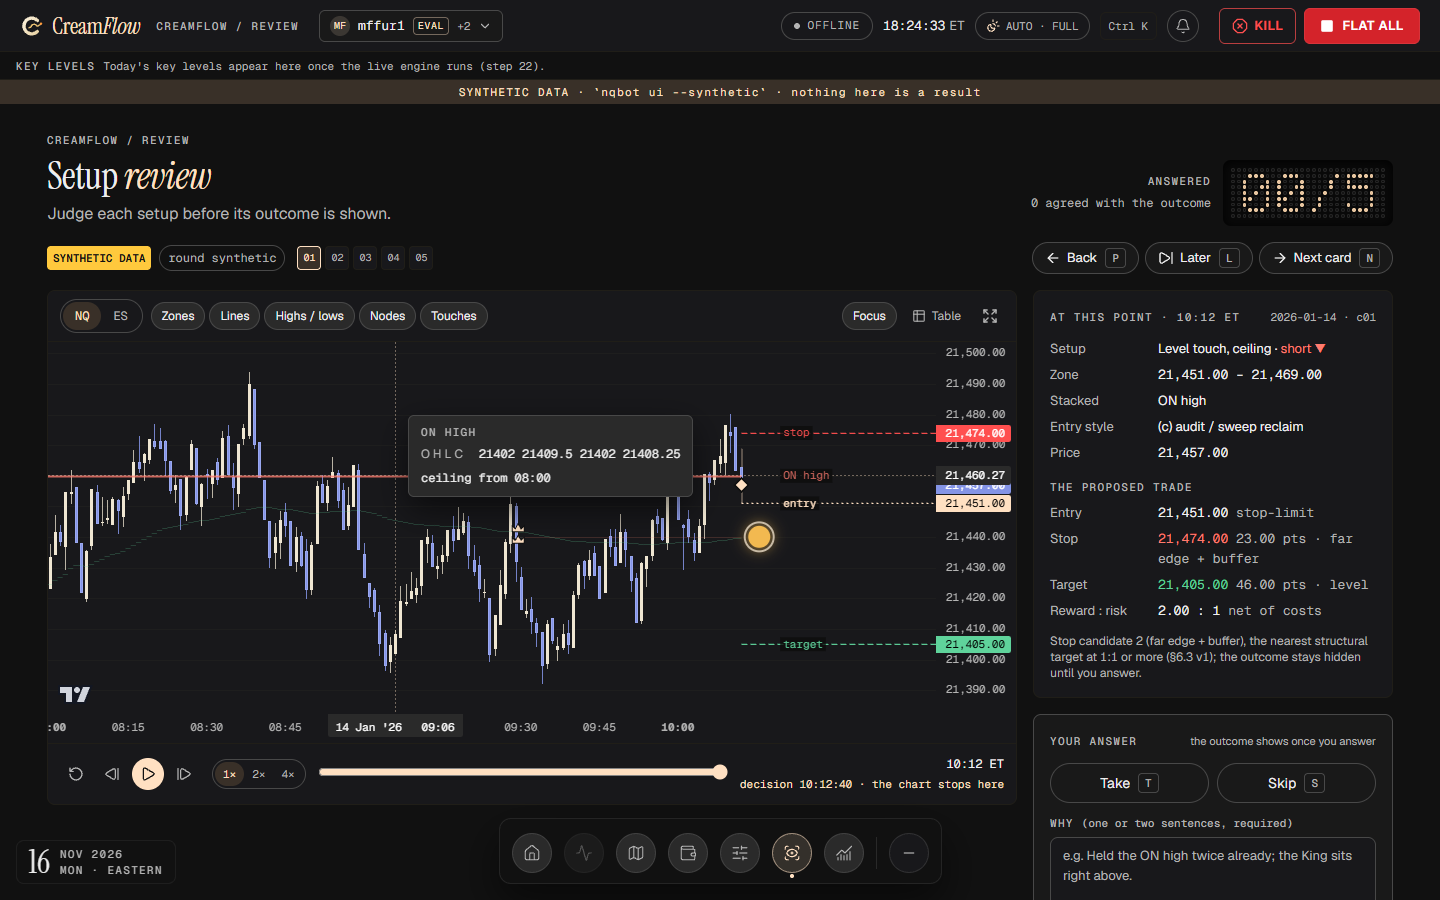 CreamFlow
CREAMFLOW / REVIEW
MF mffur1 EVAL +2
OFFLINE
18:24:33 ET
AUTO · FULL
Ctrl K
KILL
FLAT ALL
KEY LEVELS Today's key levels appear here once the live engine runs (step 22).
SYNTHETIC DATA · `nqbot ui --synthetic` · nothing here is a result
CREAMFLOW / REVIEW
Setup review
Judge each setup before its outcome is shown.
ANSWERED
0 agreed with the outcome
00/5
SYNTHETIC DATA
round synthetic
01 02 03 04 05
Back P
Later L
Next card N
NQ ES
Zones
Lines
Highs / lows
Nodes
Touches
Focus
Table
21,500.00
21,490.00
21,480.00
stop
21,474.00
21,470.00
ON high
21,460.27
21,457.00
entry
21,451.00
21,440.00
21,430.00
21,420.00
21,410.00
target
21,405.00
21,400.00
21,390.00
ON HIGH
OHLC 21402 21409.5 21402 21408.25
ceiling from 08:00
:00 08:15 08:30 08:45 14 Jan '26 09:06 09:30 09:45 10:00
1× 2× 4×
10:12 ET
decision 10:12:40 · the chart stops here
AT THIS POINT · 10:12 ET 2026-01-14 · c01
Setup Level touch, ceiling · short ▼
Zone 21,451.00 – 21,469.00
Stacked ON high
Entry style (c) audit / sweep reclaim
Price 21,457.00
THE PROPOSED TRADE
Entry 21,451.00 stop-limit
Stop 21,474.00 23.00 pts · far
edge + buffer
Target 21,405.00 46.00 pts · level
Reward : risk 2.00 : 1 net of costs
Stop candidate 2 (far edge + buffer), the nearest structural
target at 1:1 or more (§6.3 v1); the outcome stays hidden
until you answer.
YOUR ANSWER the outcome shows once you answer
Take T
Skip S
WHY (one or two sentences, required)
e.g. Held the ON high twice already; the King sits
right above.
16 NOV 2026
MON · EASTERN